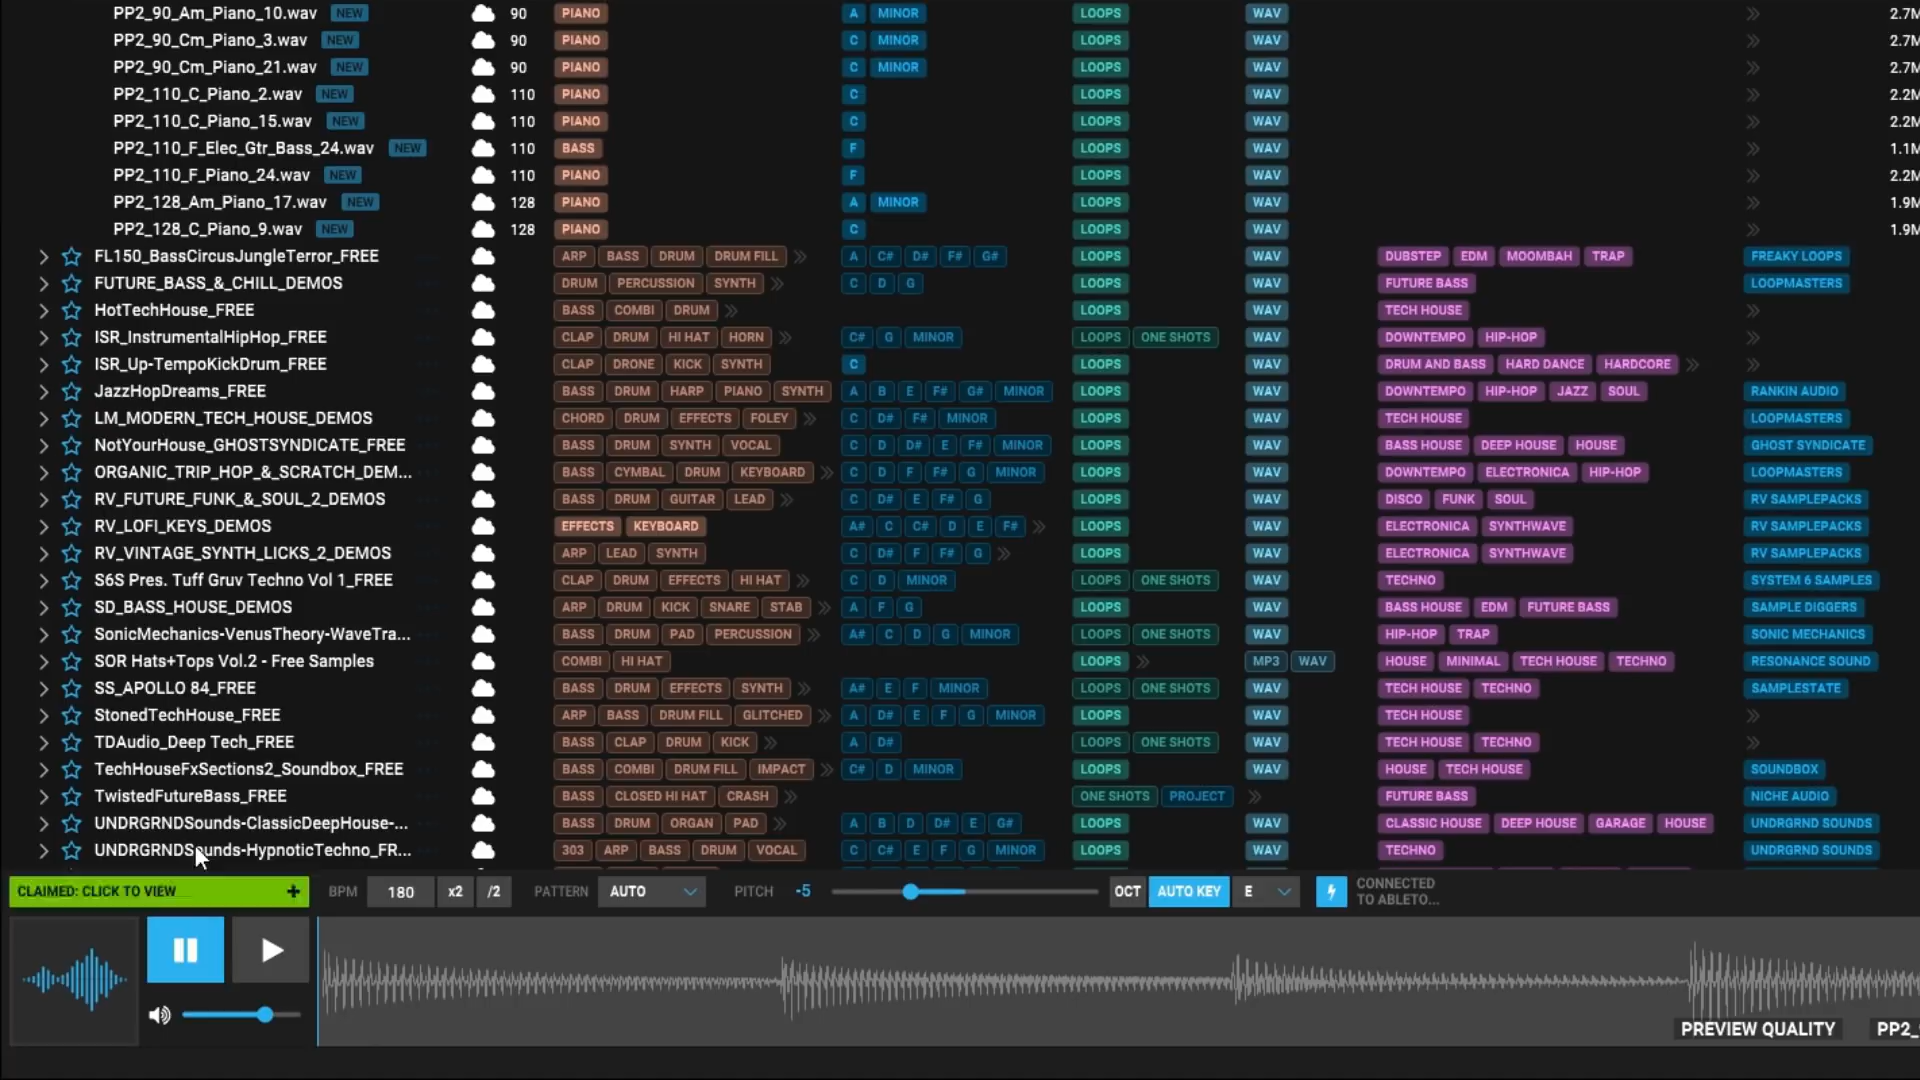 PP2_90_Am_Piano_10.wav NEW 90 PIANO A MINOR LOOPS WAV 2.7M
PP2_90_Cm_Piano_3.wav NEW 90 PIANO C MINOR LOOPS WAV 2.7M
PP2_90_Cm_Piano_21.wav NEW 90 PIANO C MINOR LOOPS WAV 2.7M
PP2_110_C_Piano_2.wav NEW 110 PIANO C LOOPS WAV 2.2M
PP2_110_C_Piano_15.wav NEW 110 PIANO C LOOPS WAV 2.2M
PP2_110_F_Elec_Gtr_Bass_24.wav NEW 110 BASS F LOOPS WAV 1.1M
PP2_110_F_Piano_24.wav NEW 110 PIANO F LOOPS WAV 2.2M
PP2_128_Am_Piano_17.wav NEW 128 PIANO A MINOR LOOPS WAV 1.9M
PP2_128_C_Piano_9.wav NEW 128 PIANO C LOOPS WAV 1.9M
FL150_BassCircusJungleTerror_FREE ARP BASS DRUM DRUM FILL A C# D# F# G# LOOPS WAV DUBSTEP EDM MOOMBAH TRAP FREAKY LOOPS
FUTURE_BASS_&_CHILL_DEMOS DRUM PERCUSSION SYNTH C D G LOOPS WAV FUTURE BASS LOOPMASTERS
HotTechHouse_FREE BASS COMBI DRUM LOOPS WAV TECH HOUSE
ISR_InstrumentalHipHop_FREE CLAP DRUM HI HAT HORN C# G MINOR LOOPS ONE SHOTS WAV DOWNTEMPO HIP-HOP
ISR_Up-TempoKickDrum_FREE CLAP DRONE KICK SYNTH C LOOPS WAV DRUM AND BASS HARD DANCE HARDCORE
JazzHopDreams_FREE BASS DRUM HARP PIANO SYNTH A B E F# G# MINOR LOOPS WAV DOWNTEMPO HIP-HOP JAZZ SOUL RANKIN AUDIO
LM_MODERN_TECH_HOUSE_DEMOS CHORD DRUM EFFECTS FOLEY C D# F# MINOR LOOPS WAV TECH HOUSE LOOPMASTERS
NotYourHouse_GHOSTSYNDICATE_FREE BASS DRUM SYNTH VOCAL C D D# E F# MINOR LOOPS WAV BASS HOUSE DEEP HOUSE HOUSE GHOST SYNDICATE
ORGANIC_TRIP_HOP_&_SCRATCH_DEM... BASS CYMBAL DRUM KEYBOARD C D F F# G MINOR LOOPS WAV DOWNTEMPO ELECTRONICA HIP-HOP LOOPMASTERS
RV_FUTURE_FUNK_&_SOUL_2_DEMOS BASS DRUM GUITAR LEAD C D# E F# G LOOPS WAV DISCO FUNK SOUL RV SAMPLEPACKS
RV_LOFI_KEYS_DEMOS EFFECTS KEYBOARD A# C C# D E F# LOOPS WAV ELECTRONICA SYNTHWAVE RV SAMPLEPACKS
RV_VINTAGE_SYNTH_LICKS_2_DEMOS ARP LEAD SYNTH C D# F F# G LOOPS WAV ELECTRONICA SYNTHWAVE RV SAMPLEPACKS
S6S Pres. Tuff Gruv Techno Vol 1_FREE CLAP DRUM EFFECTS HI HAT C D MINOR LOOPS ONE SHOTS WAV TECHNO SYSTEM 6 SAMPLES
SD_BASS_HOUSE_DEMOS ARP DRUM KICK SNARE STAB A F G LOOPS WAV BASS HOUSE EDM FUTURE BASS SAMPLE DIGGERS
SonicMechanics-VenusTheory-WaveTra... BASS DRUM PAD PERCUSSION A# C D G MINOR LOOPS ONE SHOTS WAV HIP-HOP TRAP SONIC MECHANICS
SOR Hats+Tops Vol.2 - Free Samples COMBI HI HAT LOOPS MP3 WAV HOUSE MINIMAL TECH HOUSE TECHNO RESONANCE SOUND
SS_APOLLO 84_FREE BASS DRUM EFFECTS SYNTH A# E F MINOR LOOPS ONE SHOTS WAV TECH HOUSE TECHNO SAMPLESTATE
StonedTechHouse_FREE ARP BASS DRUM FILL GLITCHED A D# E F G MINOR LOOPS WAV TECH HOUSE
TDAudio_Deep Tech_FREE BASS CLAP DRUM KICK A D# LOOPS ONE SHOTS WAV TECH HOUSE TECHNO
TechHouseFxSections2_Soundbox_FREE BASS COMBI DRUM FILL IMPACT C# D MINOR LOOPS WAV HOUSE TECH HOUSE SOUNDBOX
TwistedFutureBass_FREE BASS CLOSED HI HAT CRASH ONE SHOTS PROJECT FUTURE BASS NICHE AUDIO
UNDRGRNDSounds-ClassicDeepHouse-... BASS DRUM ORGAN PAD A B D D# E G# LOOPS WAV CLASSIC HOUSE DEEP HOUSE GARAGE HOUSE UNDRGRND SOUNDS
UNDRGRNDSounds-HypnoticTechno_FR... 303 ARP BASS DRUM VOCAL C C# E F G MINOR LOOPS WAV TECHNO UNDRGRND SOUNDS
CLAIMED: CLICK TO VIEW + BPM 180 x2 /2 PATTERN AUTO PITCH -5 OCT AUTO KEY E CONNECTED
TO ABLETO...
PREVIEW QUALITY PP2_